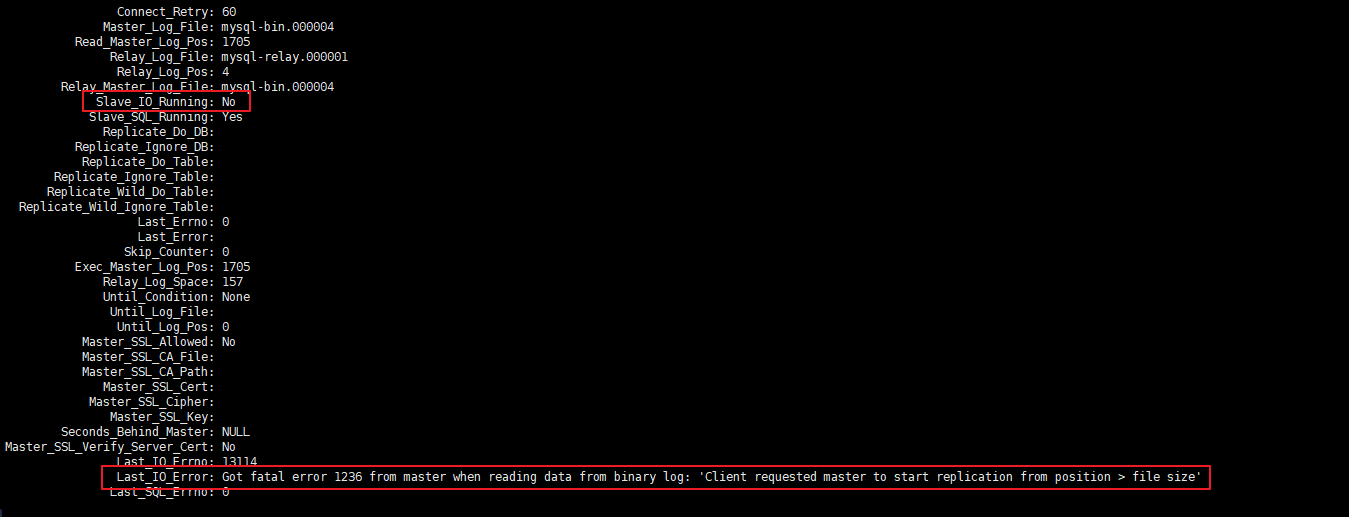 Connect_Retry: 60
Master_Log_File: mysql-bin.000004
Read_Master_Log_Pos: 1705
Relay_Log_File: mysql-relay.000001
Relay_Log_Pos: 4
Relay_Master_Log_File: mysql-bin.000004
Slave_IO_Running: No
Slave_SQL_Running: Yes
Replicate_Do_DB:
Replicate_Ignore_DB:
Replicate_Do_Table:
Replicate_Ignore_Table:
Replicate_Wild_Do_Table:
Replicate_Wild_Ignore_Table:
Last_Errno: 0
Last_Error:
Skip_Counter: 0
Exec_Master_Log_Pos: 1705
Relay_Log_Space: 157
Until_Condition: None
Until_Log_File:
Until_Log_Pos: 0
Master_SSL_Allowed: No
Master_SSL_CA_File:
Master_SSL_CA_Path:
Master_SSL_Cert:
Master_SSL_Cipher:
Master_SSL_Key:
Seconds_Behind_Master: NULL
Master_SSL_Verify_Server_Cert: No
Last_IO_Errno: 13114
Last_IO_Error: Got fatal error 1236 from master when reading data from binary log: 'Client requested master to start replication from position > file size'
Last_SQL_Errno: 0